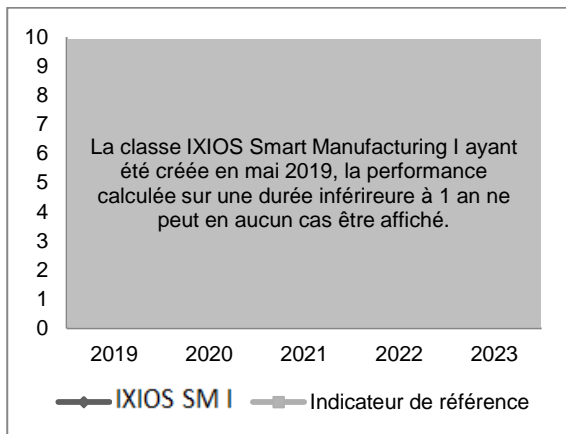 10
9
8
7
6
5
4
3
2
1
0
La classe IXIOS Smart Manufacturing I ayant
été créée en mai 2019, la performance
calculée sur une durée inférireure à 1 an ne
peut en aucun cas être affiché.
2019 2020 2021 2022 2023
IXIOS SM I Indicateur de référence